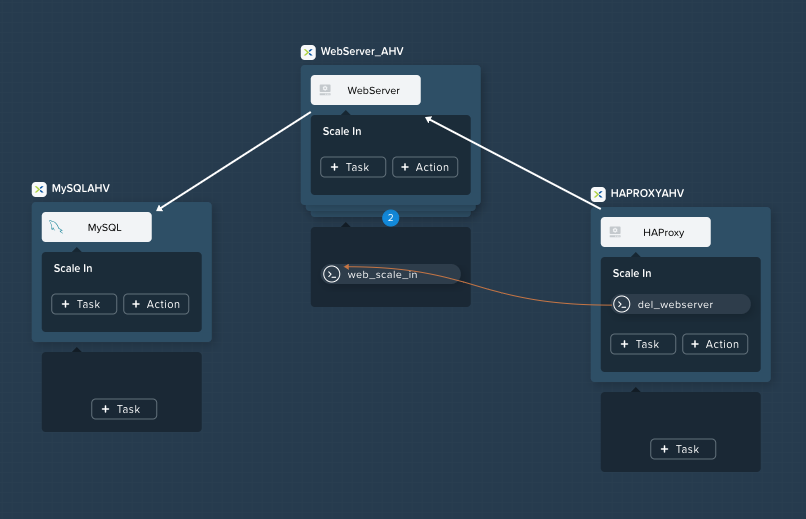 WebServer_AHV
WebServer
Scale In
+ Task
+ Action
2
web_scale_in
MySQLAHV
MySQL
Scale In
+ Task
+ Action
+ Task
HAPROXYAHV
HAProxy
Scale In
del_webserver
+ Task
+ Action
+ Task